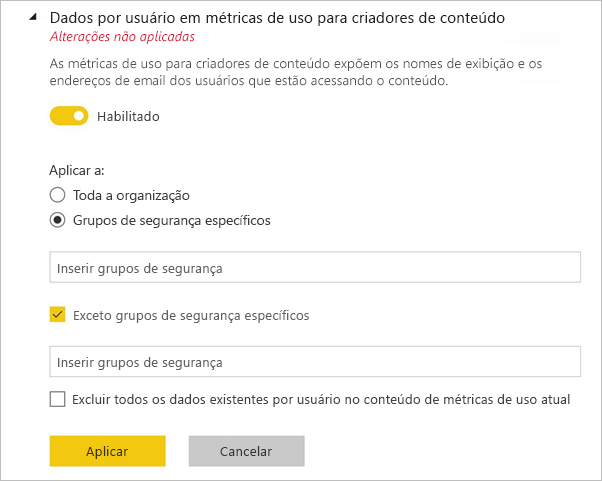 Dados por usuário em métricas de uso para criadores de conteúdo
Alterações não aplicadas
As métricas de uso para criadores de conteúdo expõem os nomes de exibição e os
endereços de email dos usuários que estão acessando o conteúdo.
Habilitado
Aplicar a:
Toda a organização
Grupos de segurança específicos
Inserir grupos de segurança
Exceto grupos de segurança específicos
Inserir grupos de segurança
Excluir todos os dados existentes por usuário no conteúdo de métricas de uso atual
Aplicar
Cancelar